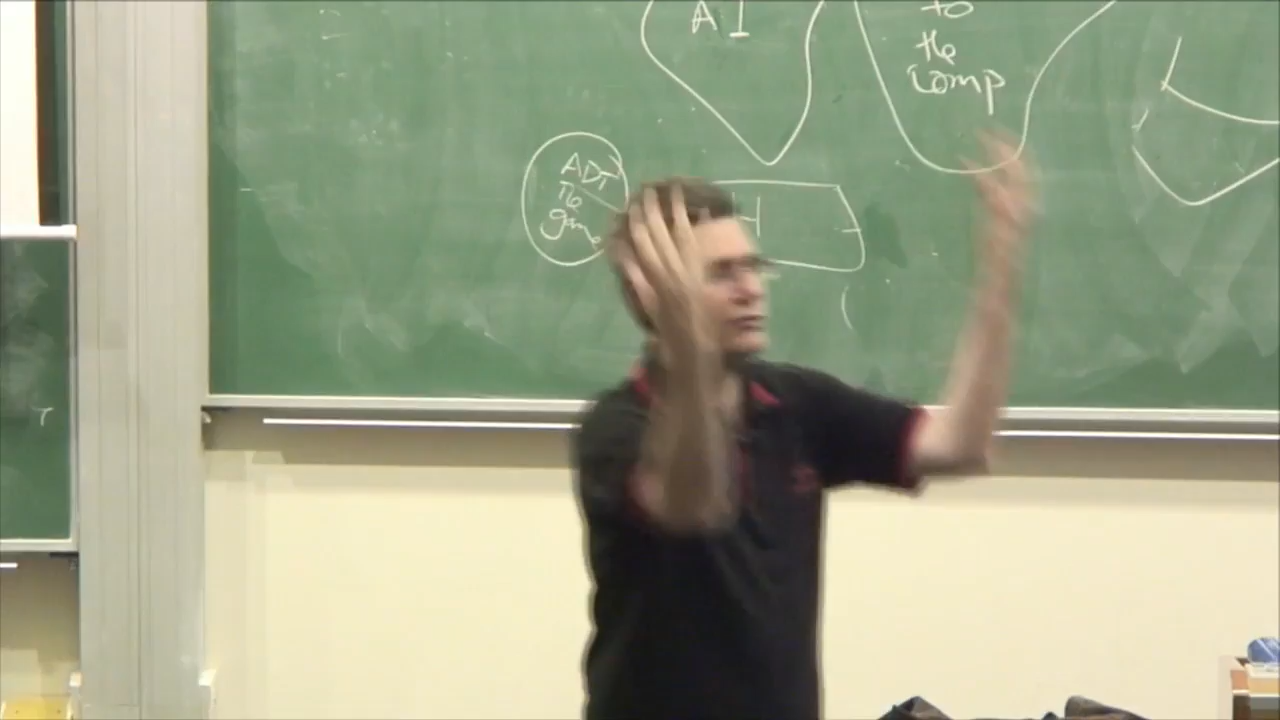 AI
to
the
comp
ADT
The
game
H